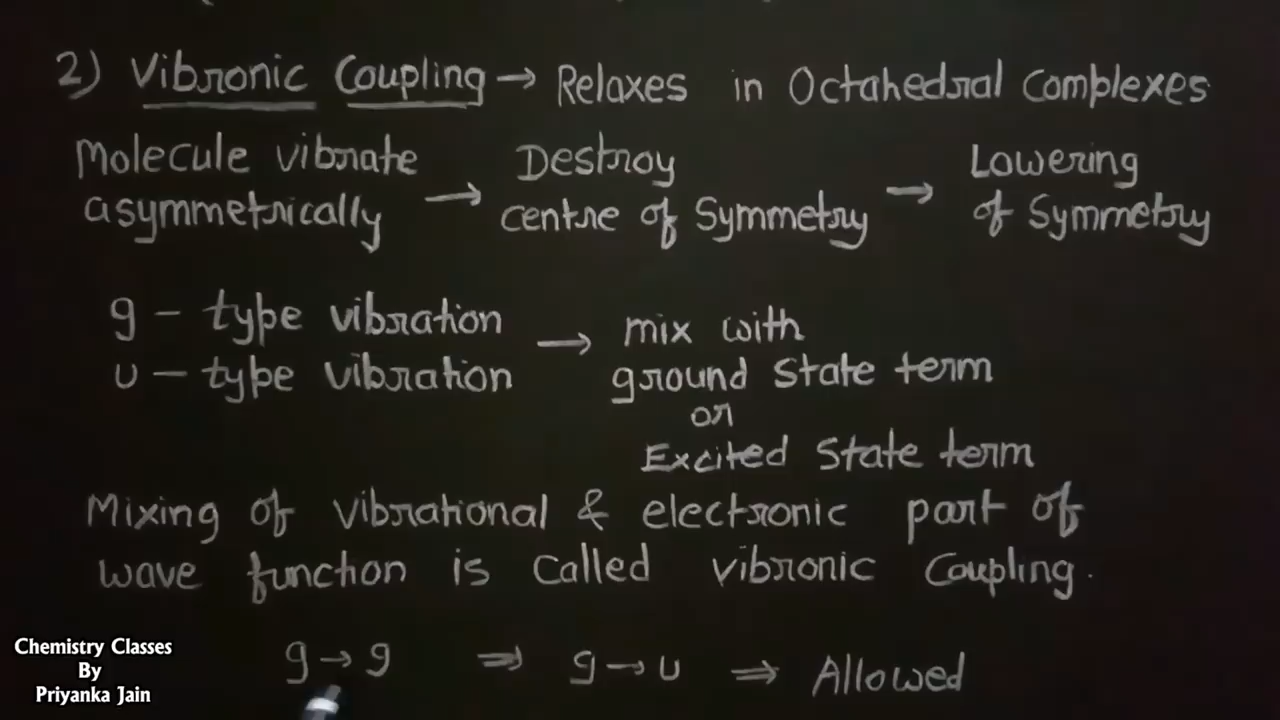 2) Vibronic Coupling → Relaxes in Octahedral Complexes
Molecule vibrate asymmetrically → Destroy centre of Symmetry → Lowering of Symmetry
g - type vibration
u - type vibration
→ mix with
ground State term
or
Excited State term
Mixing of vibrational & electronic part of
wave function is called vibronic Coupling.
g → g ⇒ g → u ⇒ Allowed
Chemistry Classes
By
Priyanka Jain